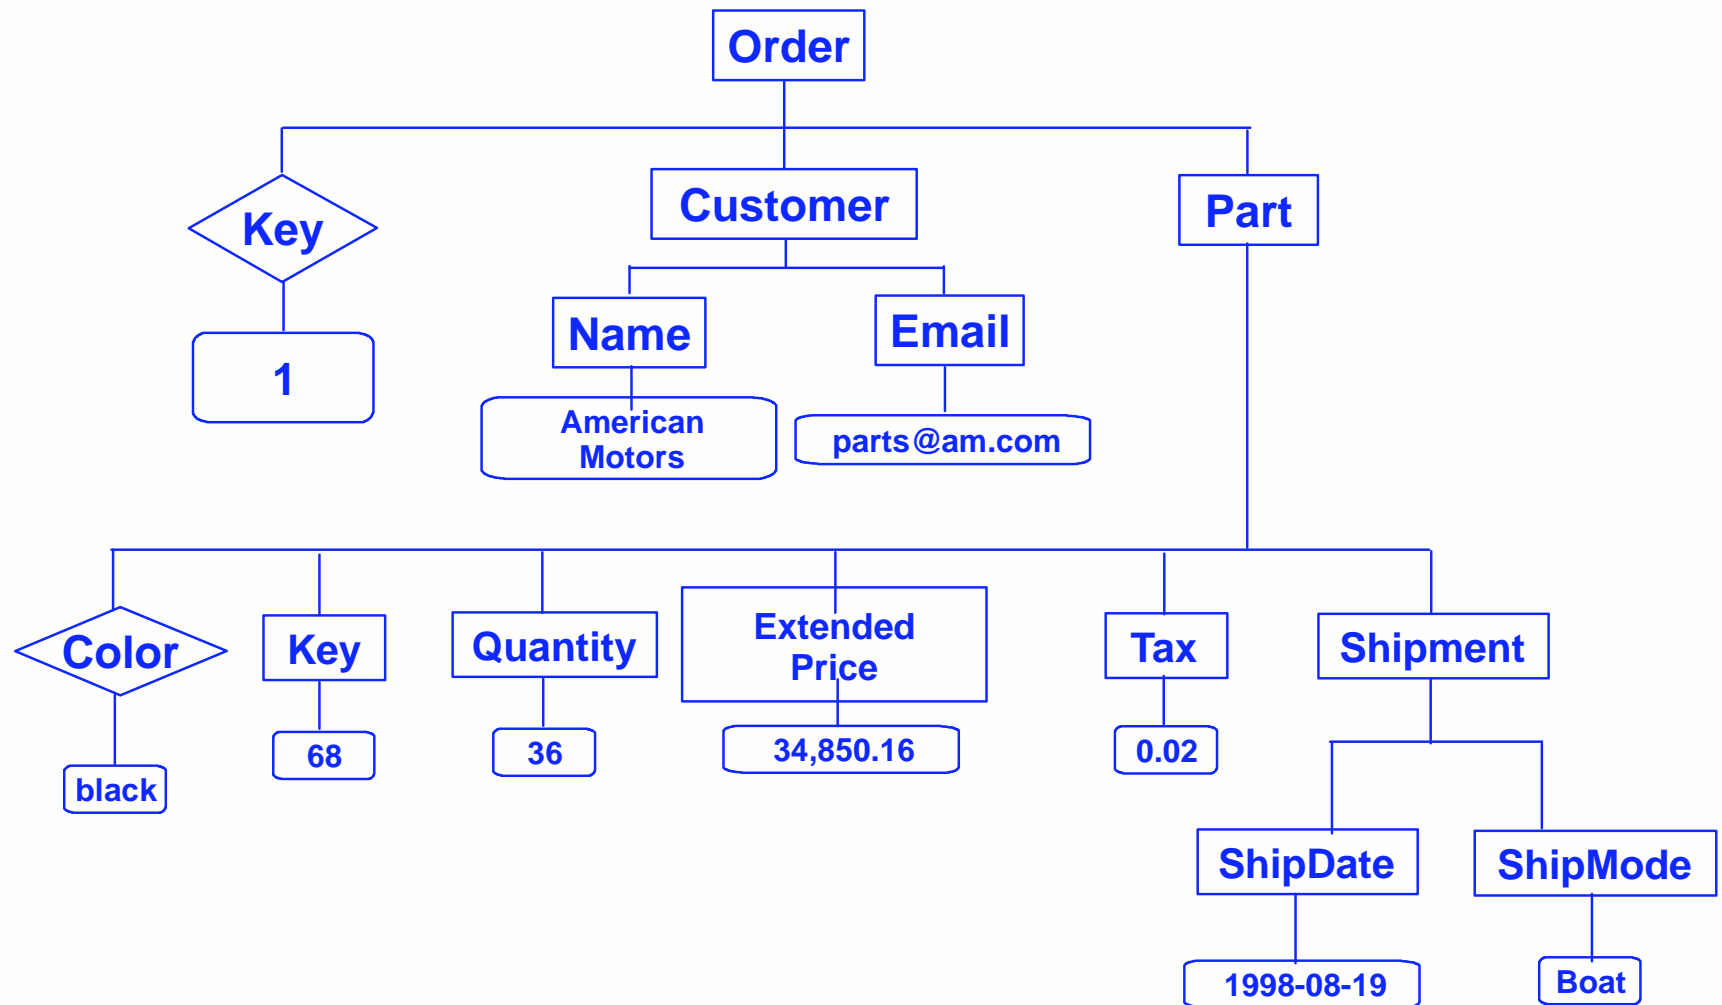 Order
Key
Customer
Part
1
Name
Email
American
Motors
parts@am.com
Color
Key
Quantity
Extended
Price
Tax
Shipment
black
68
36
34,850.16
0.02
ShipDate
ShipMode
1998-08-19
Boat